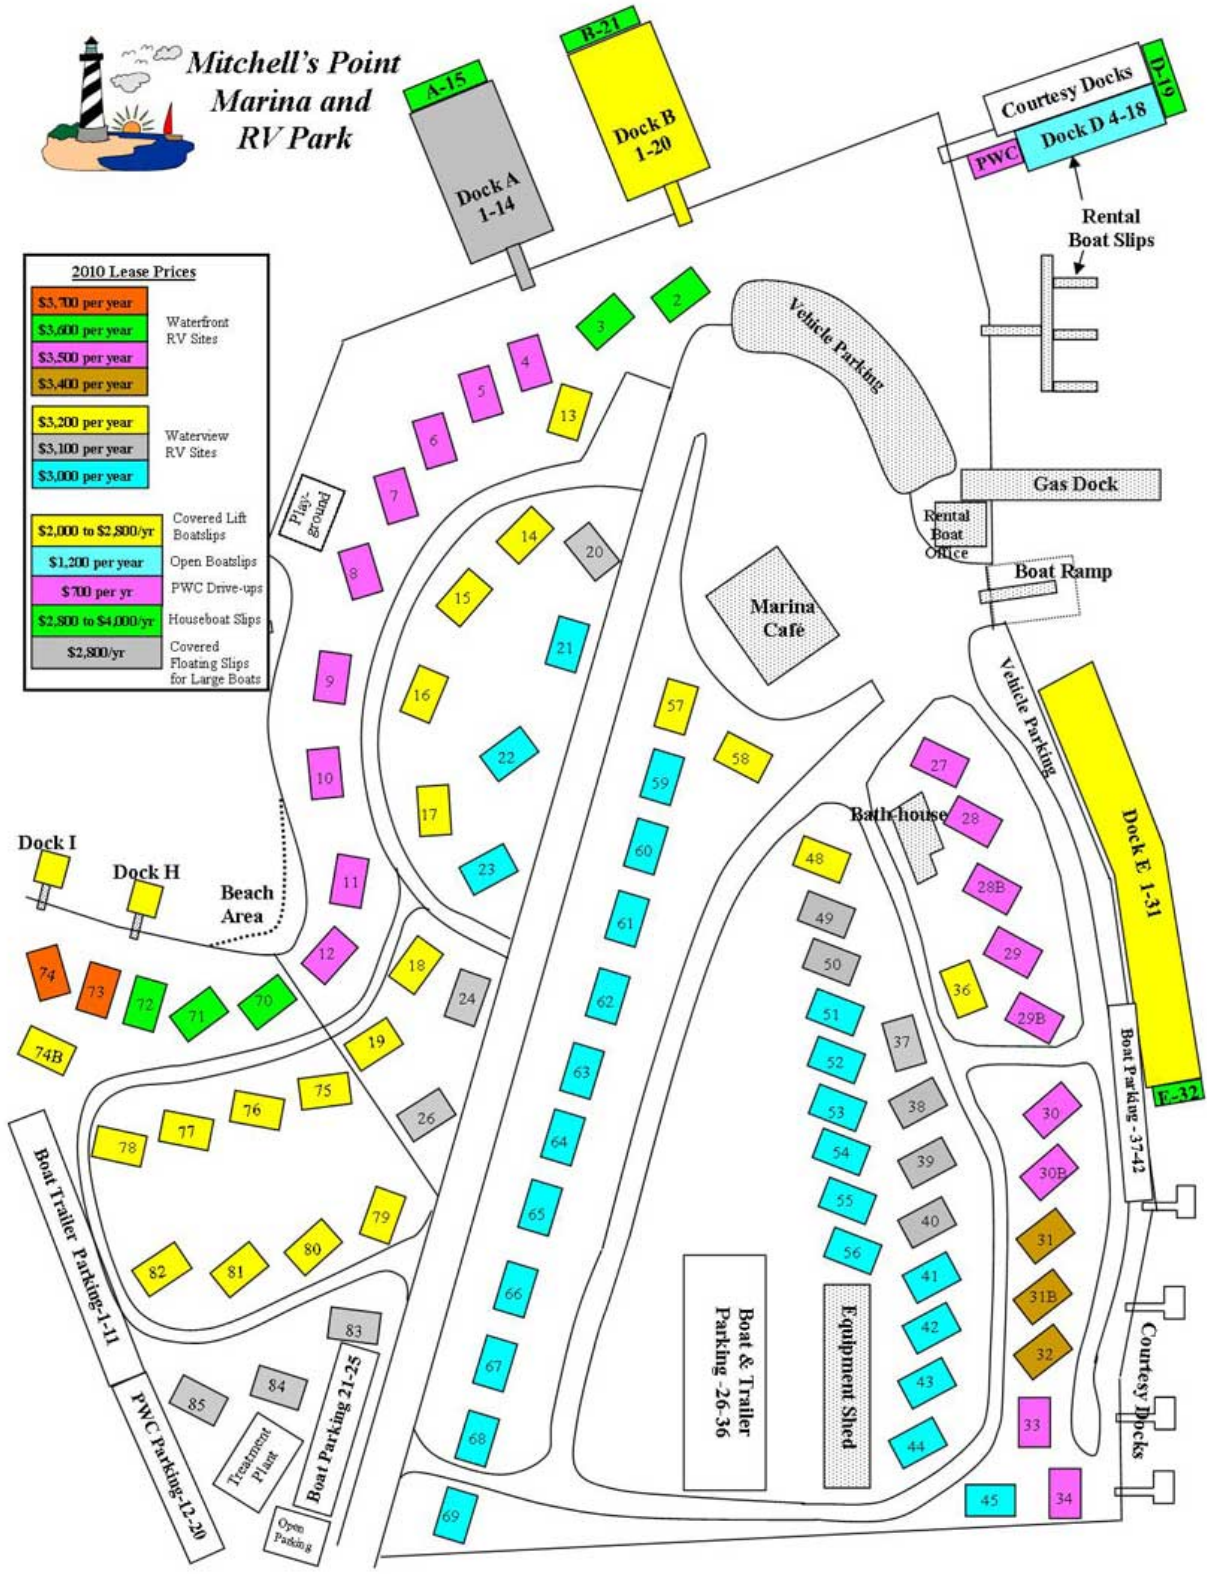 Mitchell's Point
Marina and
RV Park
A-15
Dock A
1-14
B-21
Dock B
1-20
Courtesy Docks
D-19
Dock D 4-18
PWC
Rental
Boat Slips
2010 Lease Prices
$3,700 per year
$3,600 per year
$3,500 per year
$3,400 per year
Waterfront
RV Sites
$3,200 per year
$3,100 per year
$3,000 per year
Waterview
RV Sites
$2,000 to $2,800/yr
Covered Lift
Boatslips
$1,200 per year
Open Boatslips
$700 per yr
PWC Drive-ups
$2,800 to $4,000/yr
Houseboat Slips
$2,800/yr
Covered
Floating Slips
for Large Boats
2
3
4
5
6
7
8
9
10
11
12
13
14
15
16
17
18
19
20
21
22
23
24
26
Play-
ground
Vehicle Parking
Gas Dock
Rental
Boat
Office
Boat Ramp
Marina
Café
Vehicle Parking
Dock E 1-31
E-32
Bath-house
27
28
28B
29
29B
36
Boat Parking - 37-42
30
30B
31
31B
32
33
34
45
Courtesy Docks
57
58
59
60
61
62
63
64
65
66
67
68
69
48
49
50
51
52
53
54
55
56
37
38
39
40
41
42
43
44
Equipment Shed
Boat & Trailer
Parking -26-36
Dock I
Dock H
Beach
Area
74
73
72
71
70
74B
75
76
77
78
79
80
81
82
83
84
85
Boat Trailer Parking-1-11
PWC Parking-12-20
Treatment
Plant
Boat Parking 21-25
Open
Parking